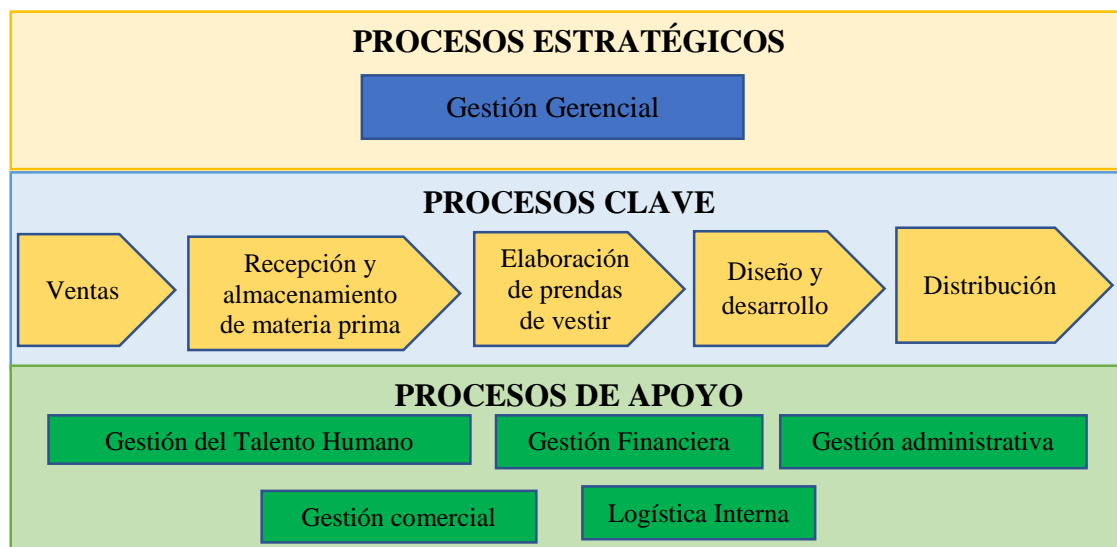 PROCESOS ESTRATÉGICOS
Gestión Gerencial
PROCESOS CLAVE
Ventas
Recepción y
almacenamiento
de materia prima
Elaboración
de prendas
de vestir
Diseño y
desarrollo
Distribución
PROCESOS DE APOYO
Gestión del Talento Humano
Gestión Financiera
Gestión administrativa
Gestión comercial
Logística Interna